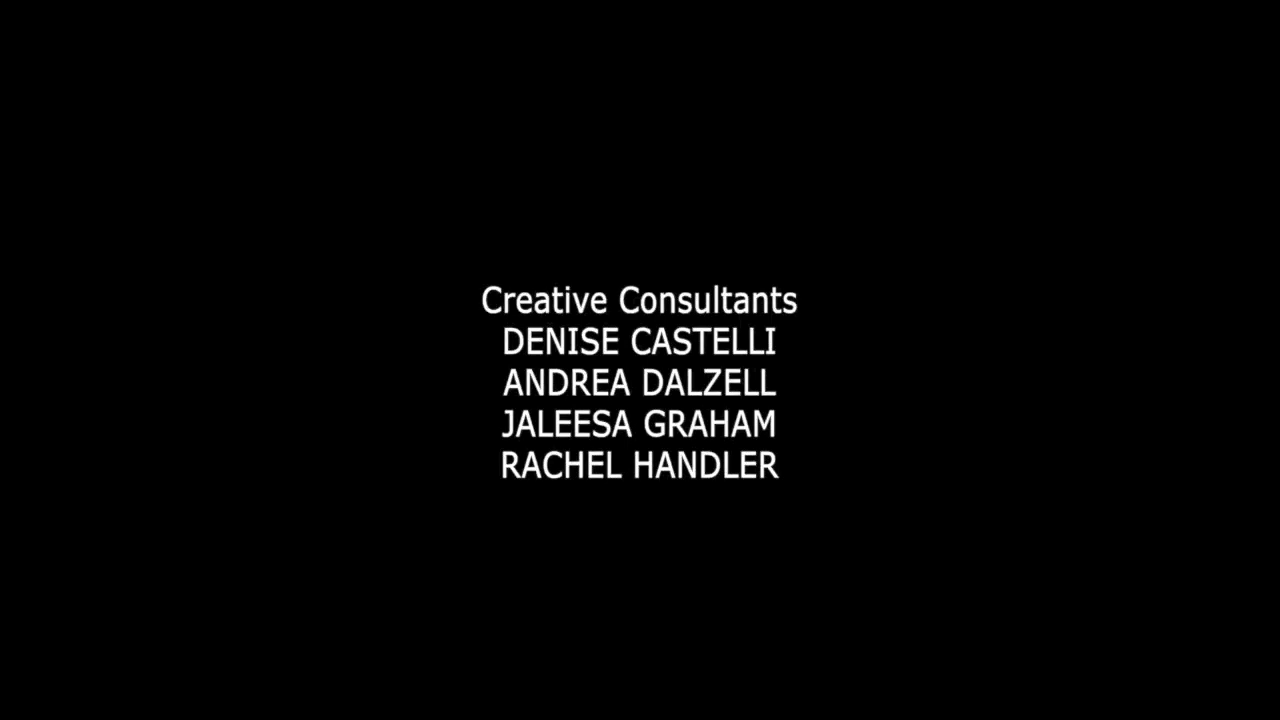 Creative Consultants
DENISE CASTELLI
ANDREA DALZELL
JALEESA GRAHAM
RACHEL HANDLER